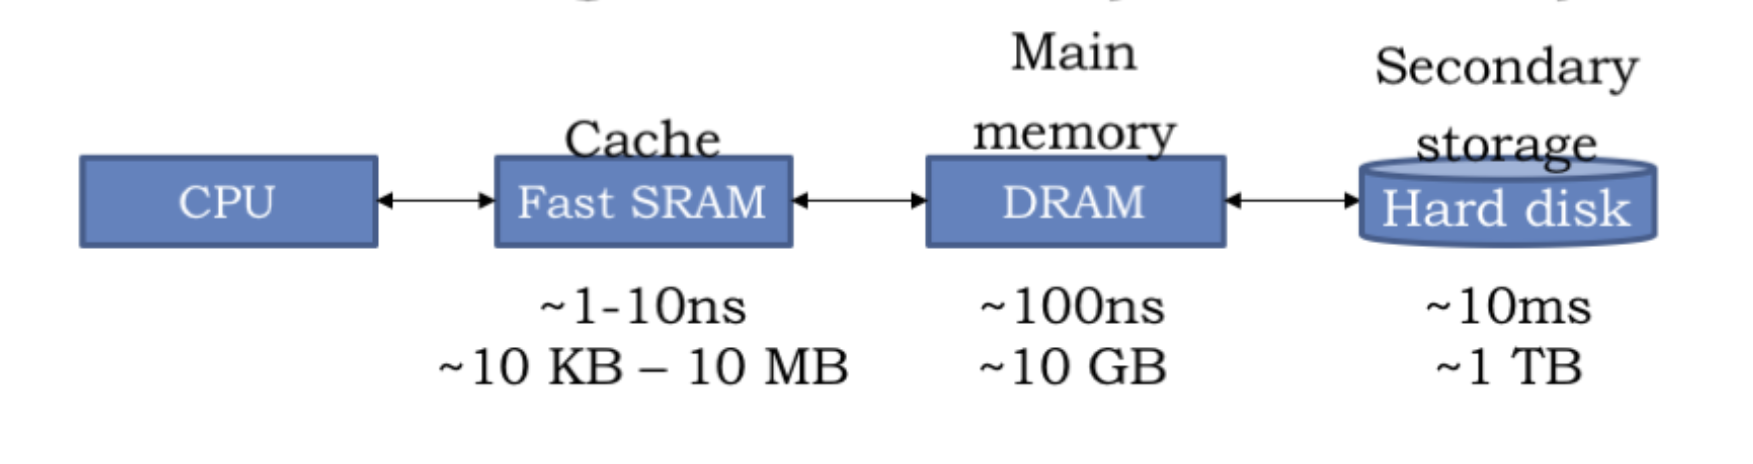 Main
memory
Secondary
storage
Cache
CPU
Fast SRAM
DRAM
Hard disk
~1-10ns
~100ns
~10ms
~10 KB – 10 MB
~10 GB
~1 TB